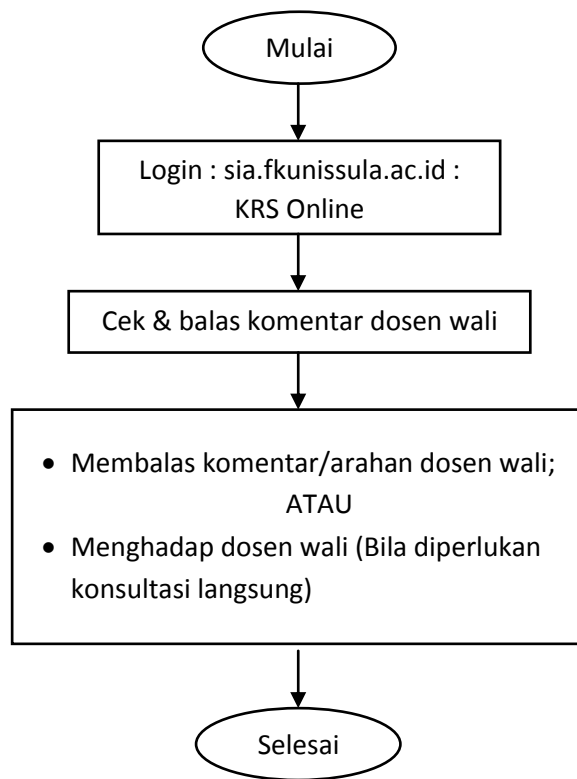 Mulai
Login : sia.fkunissula.ac.id :
KRS Online
Cek & balas komentar dosen wali
• Membalas komentar/arahan dosen wali;
ATAU
• Menghadap dosen wali (Bila diperlukan
konsultasi langsung)
Selesai